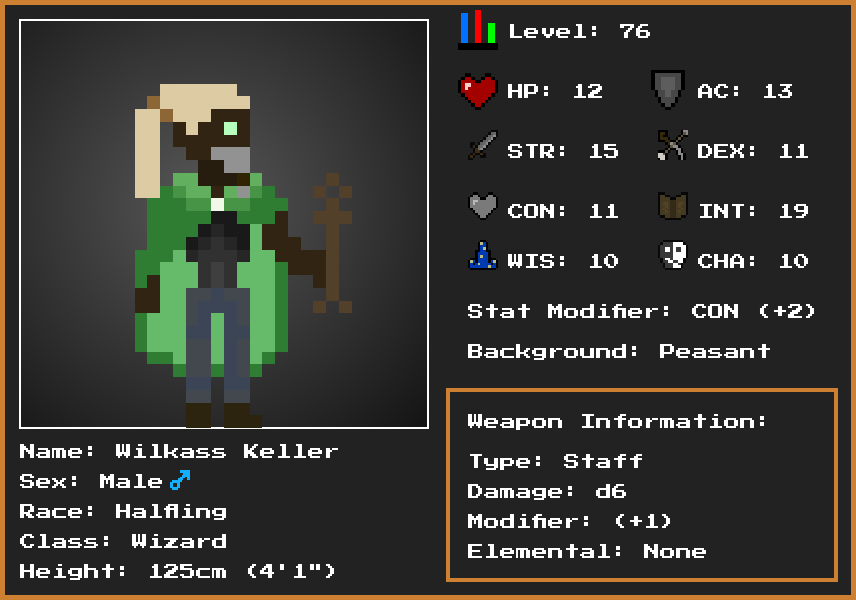 Level: 76
HP: 12
AC: 13
STR: 15
DEX: 11
CON: 11
INT: 19
WIS: 10
CHA: 10
Stat Modifier: CON (+2)
Background: Peasant
Weapon Information:
Type: Staff
Damage: d6
Modifier: (+1)
Elemental: None
Name: Wilkass Keller
Sex: Male♂
Race: Halfling
Class: Wizard
Height: 125cm (4'1")